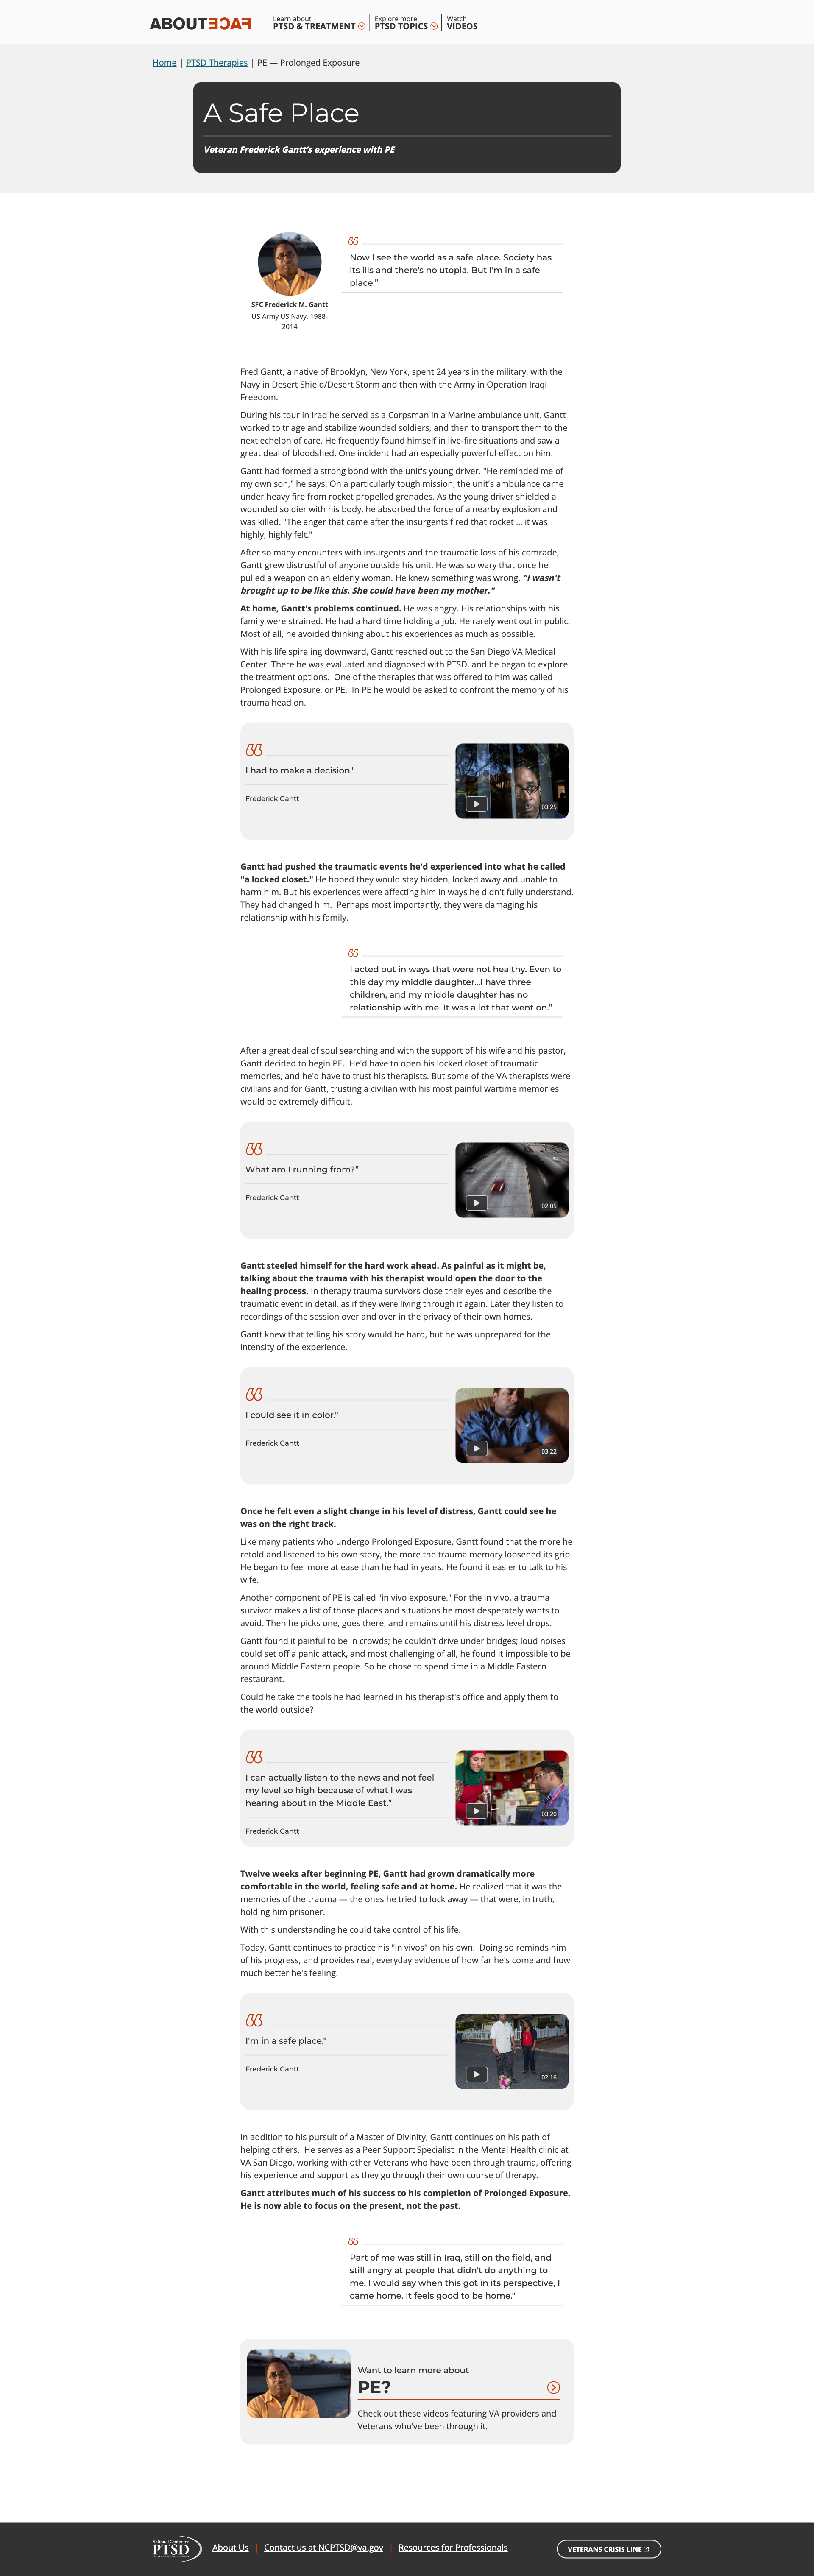 ABOUTFACE
Learn about
PTSD & TREATMENT
Explore more
PTSD TOPICS
Watch
VIDEOS
Home | PTSD Therapies | PE — Prolonged Exposure
A Safe Place
Veteran Frederick Gantt's experience with PE
SFC Frederick M. Gantt
US Army US Navy, 1988-
2014
Now I see the world as a safe place. Society has
its ills and there's no utopia. But I'm in a safe
place.”
Fred Gantt, a native of Brooklyn, New York, spent 24 years in the military, with the
Navy in Desert Shield/Desert Storm and then with the Army in Operation Iraqi
Freedom.
During his tour in Iraq he served as a Corpsman in a Marine ambulance unit. Gantt
worked to triage and stabilize wounded soldiers, and then to transport them to the
next echelon of care. He frequently found himself in live-fire situations and saw a
great deal of bloodshed. One incident had an especially powerful effect on him.
Gantt had formed a strong bond with the unit's young driver. "He reminded me of
my own son," he says. On a particularly tough mission, the unit's ambulance came
under heavy fire from rocket propelled grenades. As the young driver shielded a
wounded soldier with his body, he absorbed the force of a nearby explosion and
was killed. "The anger that came after the insurgents fired that rocket ... it was
highly, highly felt."
After so many encounters with insurgents and the traumatic loss of his comrade,
Gantt grew distrustful of anyone outside his unit. He was so wary that once he
pulled a weapon on an elderly woman. He knew something was wrong. "I wasn't
brought up to be like this. She could have been my mother."
At home, Gantt's problems continued. He was angry. His relationships with his
family were strained. He had a hard time holding a job. He rarely went out in public.
Most of all, he avoided thinking about his experiences as much as possible.
With his life spiraling downward, Gantt reached out to the San Diego VA Medical
Center. There he was evaluated and diagnosed with PTSD, and he began to explore
the treatment options. One of the therapies that was offered to him was called
Prolonged Exposure, or PE. In PE he would be asked to confront the memory of his
trauma head on.
I had to make a decision."
Frederick Gantt
03:25
Gantt had pushed the traumatic events he'd experienced into what he called
"a locked closet." He hoped they would stay hidden, locked away and unable to
harm him. But his experiences were affecting him in ways he didn't fully understand.
They had changed him. Perhaps most importantly, they were damaging his
relationship with his family.
I acted out in ways that were not healthy. Even to
this day my middle daughter...I have three
children, and my middle daughter has no
relationship with me. It was a lot that went on.”
After a great deal of soul searching and with the support of his wife and his pastor,
Gantt decided to begin PE. He'd have to open his locked closet of traumatic
memories, and he'd have to trust his therapists. But some of the VA therapists were
civilians and for Gantt, trusting a civilian with his most painful wartime memories
would be extremely difficult.
What am I running from?”
Frederick Gantt
02:05
Gantt steeled himself for the hard work ahead. As painful as it might be,
talking about the trauma with his therapist would open the door to the
healing process. In therapy trauma survivors close their eyes and describe the
traumatic event in detail, as if they were living through it again. Later they listen to
recordings of the session over and over in the privacy of their own homes.
Gantt knew that telling his story would be hard, but he was unprepared for the
intensity of the experience.
I could see it in color."
Frederick Gantt
03:22
Once he felt even a slight change in his level of distress, Gantt could see he
was on the right track.
Like many patients who undergo Prolonged Exposure, Gantt found that the more he
retold and listened to his own story, the more the trauma memory loosened its grip.
He began to feel more at ease than he had in years. He found it easier to talk to his
wife.
Another component of PE is called "in vivo exposure." For the in vivo, a trauma
survivor makes a list of those places and situations he most desperately wants to
avoid. Then he picks one, goes there, and remains until his distress level drops.
Gantt found it painful to be in crowds; he couldn't drive under bridges; loud noises
could set off a panic attack, and most challenging of all, he found it impossible to be
around Middle Eastern people. So he chose to spend time in a Middle Eastern
restaurant.
Could he take the tools he had learned in his therapist's office and apply them to
the world outside?
I can actually listen to the news and not feel
my level so high because of what I was
hearing about in the Middle East.”
Frederick Gantt
03:20
Twelve weeks after beginning PE, Gantt had grown dramatically more
comfortable in the world, feeling safe and at home. He realized that it was the
memories of the trauma — the ones he tried to lock away — that were, in truth,
holding him prisoner.
With this understanding he could take control of his life.
Today, Gantt continues to practice his "in vivos" on his own. Doing so reminds him
of his progress, and provides real, everyday evidence of how far he's come and how
much better he's feeling.
I'm in a safe place."
Frederick Gantt
02:16
In addition to his pursuit of a Master of Divinity, Gantt continues on his path of
helping others. He serves as a Peer Support Specialist in the Mental Health clinic at
VA San Diego, working with other Veterans who have been through trauma, offering
his experience and support as they go through their own course of therapy.
Gantt attributes much of his success to his completion of Prolonged Exposure.
He is now able to focus on the present, not the past.
Part of me was still in Iraq, still on the field, and
still angry at people that didn't do anything to
me. I would say when this got in its perspective, I
came home. It feels good to be home."
Want to learn more about
PE?
Check out these videos featuring VA providers and
Veterans who've been through it.
National Center for
PTSD
About Us | Contact us at NCPTSD@va.gov | Resources for Professionals
VETERANS CRISIS LINE